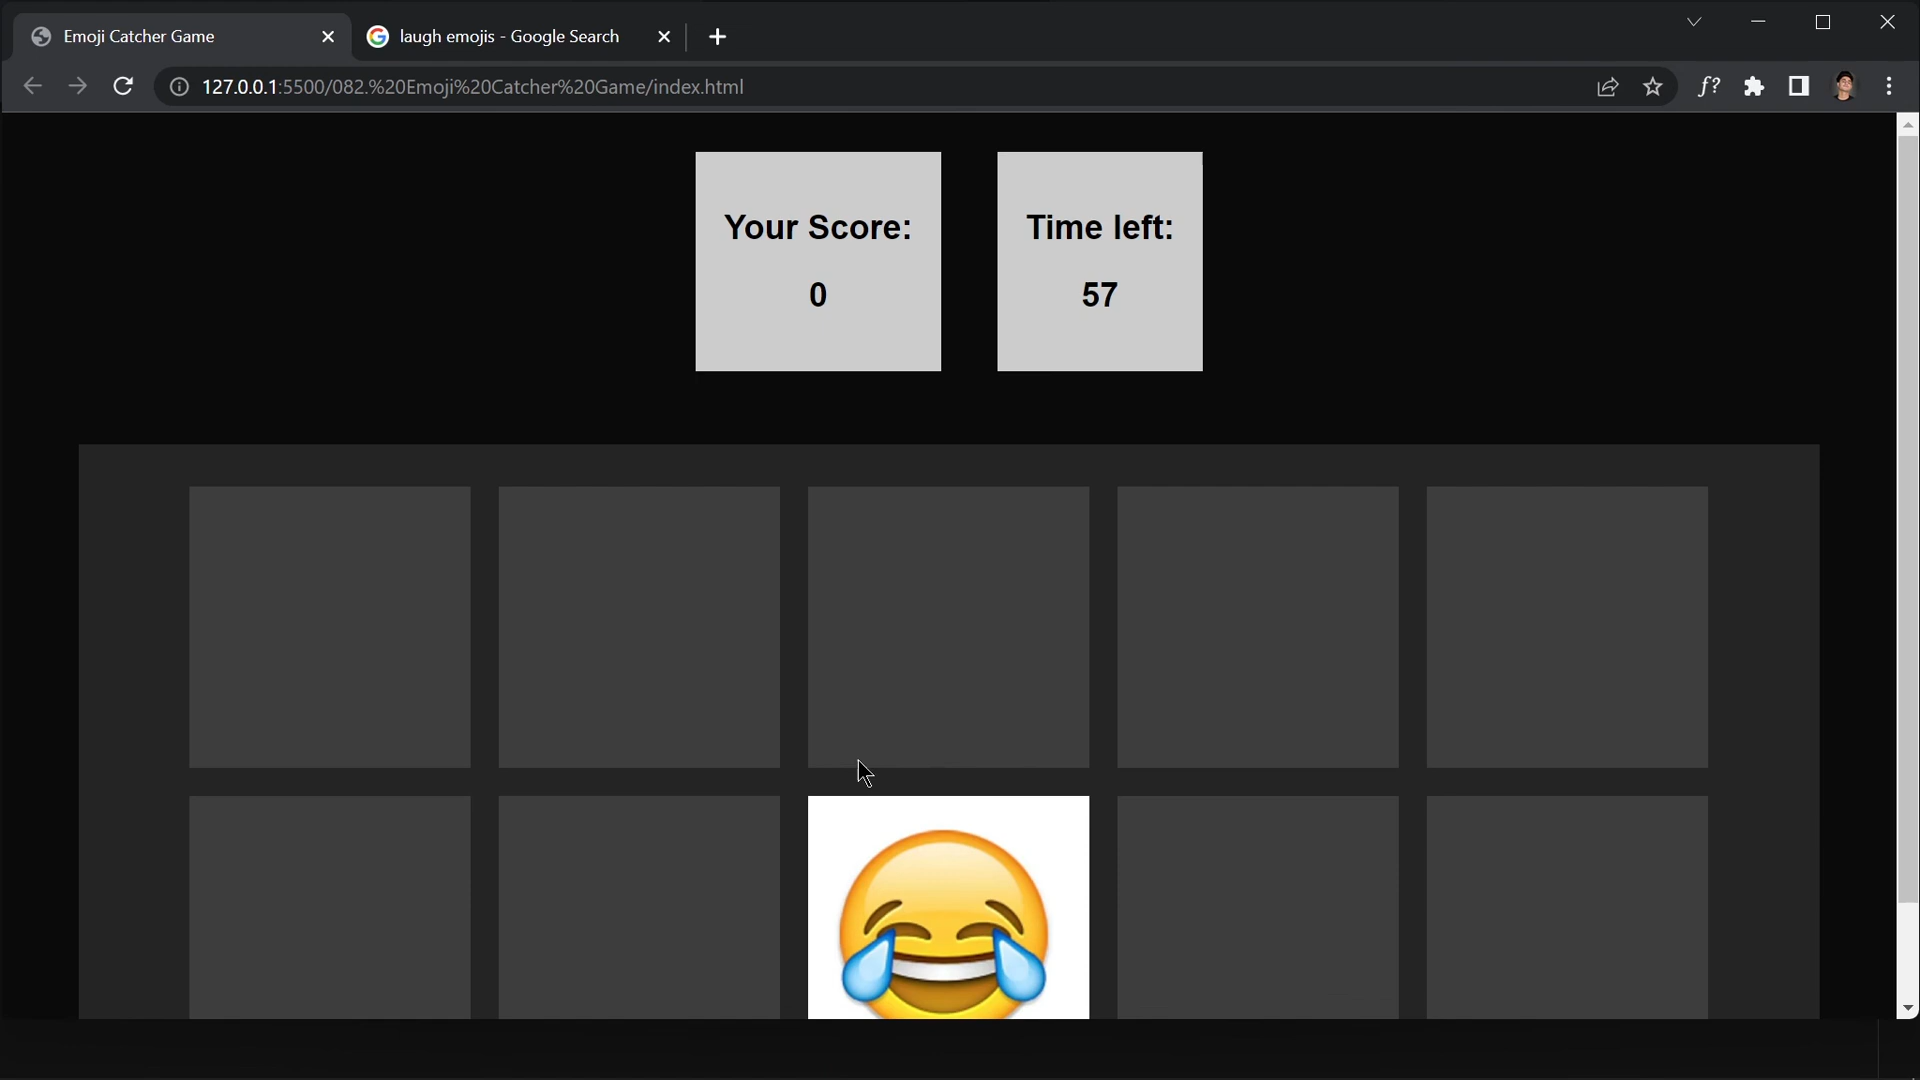 Emoji Catcher Game
laugh emojis - Google Search
127.0.0.1:5500/082.%20Emoji%20Catcher%20Game/index.html
f?
Your Score:
0
Time left:
57